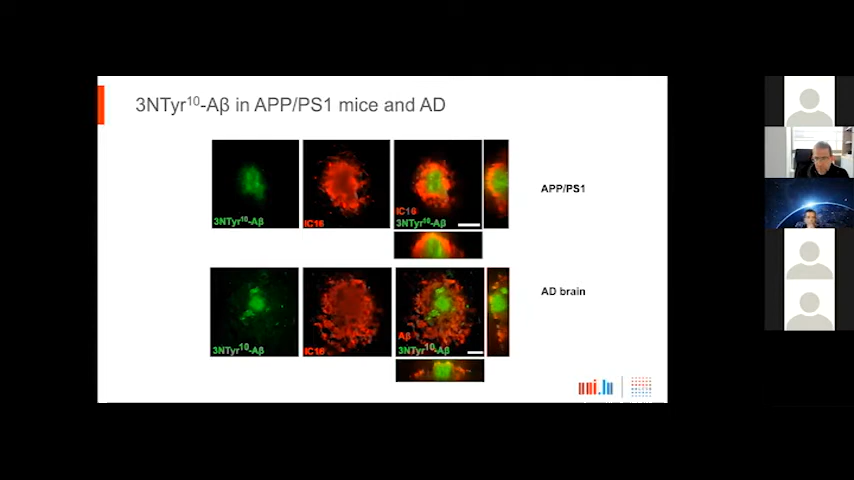 3NTyr¹⁰-Aβ in APP/PS1 mice and AD
3NTyr¹⁰-Aβ
IC16
IC16
3NTyr¹⁰-Aβ
APP/PS1
3NTyr¹⁰-Aβ
IC16
Aβ
3NTyr¹⁰-Aβ
AD brain
uni.lu